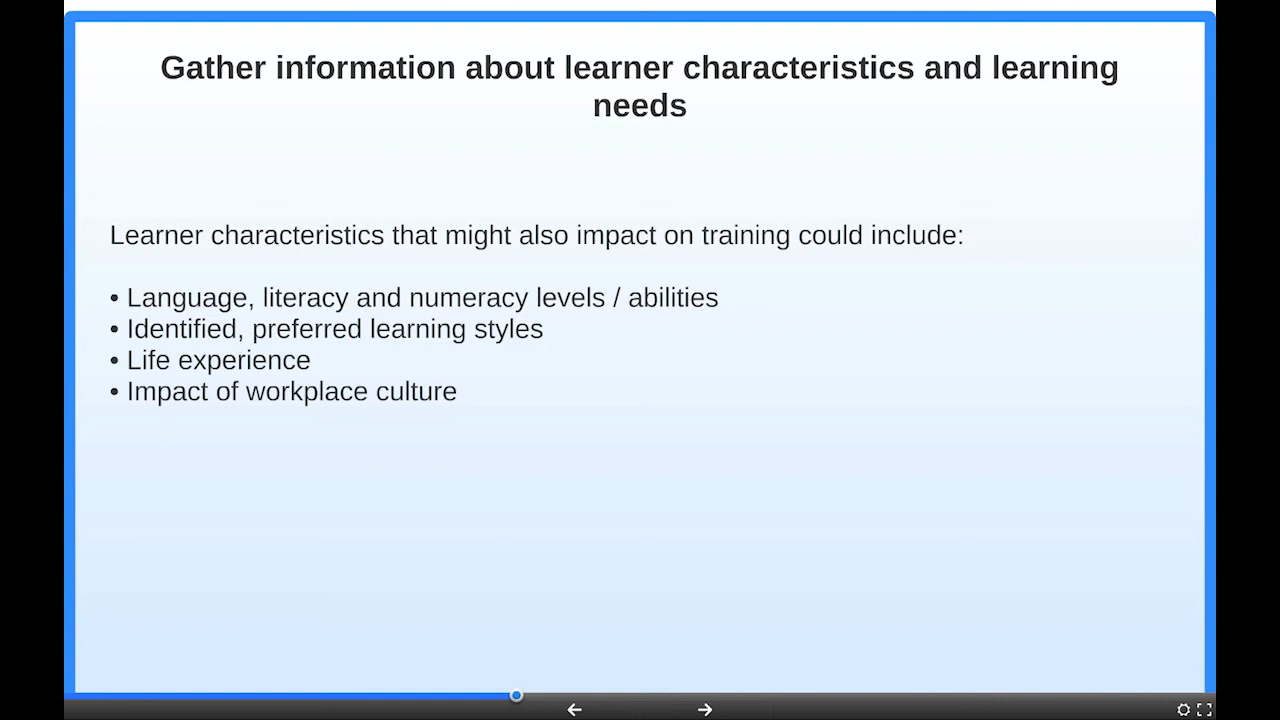 Gather information about learner characteristics and learning
needs
Learner characteristics that might also impact on training could include:
• Language, literacy and numeracy levels / abilities
• Identified, preferred learning styles
• Life experience
• Impact of workplace culture